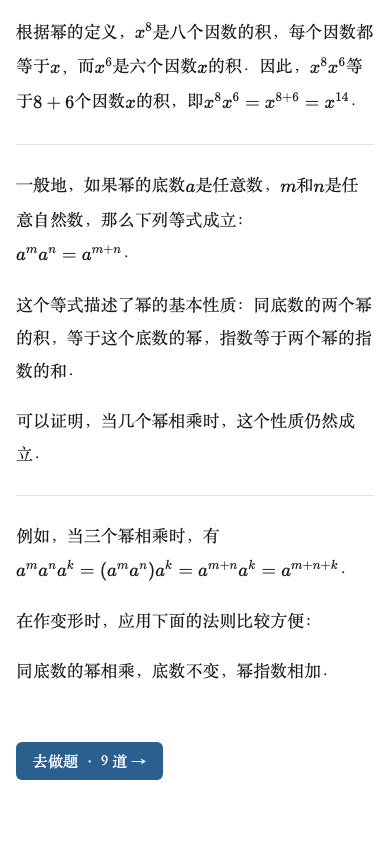 根据幂的定义，x⁸是八个因数的积，每个因数都
等于x，而x⁶是六个因数x的积．因此，x⁸x⁶等
于8 + 6个因数x的积，即x⁸x⁶ = x⁸⁺⁶ = x¹⁴．
一般地，如果幂的底数a是任意数，m和n是任
意自然数，那么下列等式成立：
aᵐaⁿ = aᵐ⁺ⁿ．
这个等式描述了幂的基本性质：同底数的两个幂
的积，等于这个底数的幂，指数等于两个幂的指
数的和．
可以证明，当几个幂相乘时，这个性质仍然成
立．
例如，当三个幂相乘时，有
aᵐaⁿaᵏ = (aᵐaⁿ)aᵏ = aᵐ⁺ⁿaᵏ = aᵐ⁺ⁿ⁺ᵏ．
在作变形时，应用下面的法则比较方便：
同底数的幂相乘，底数不变，幂指数相加．
去做题 · 9 道 →